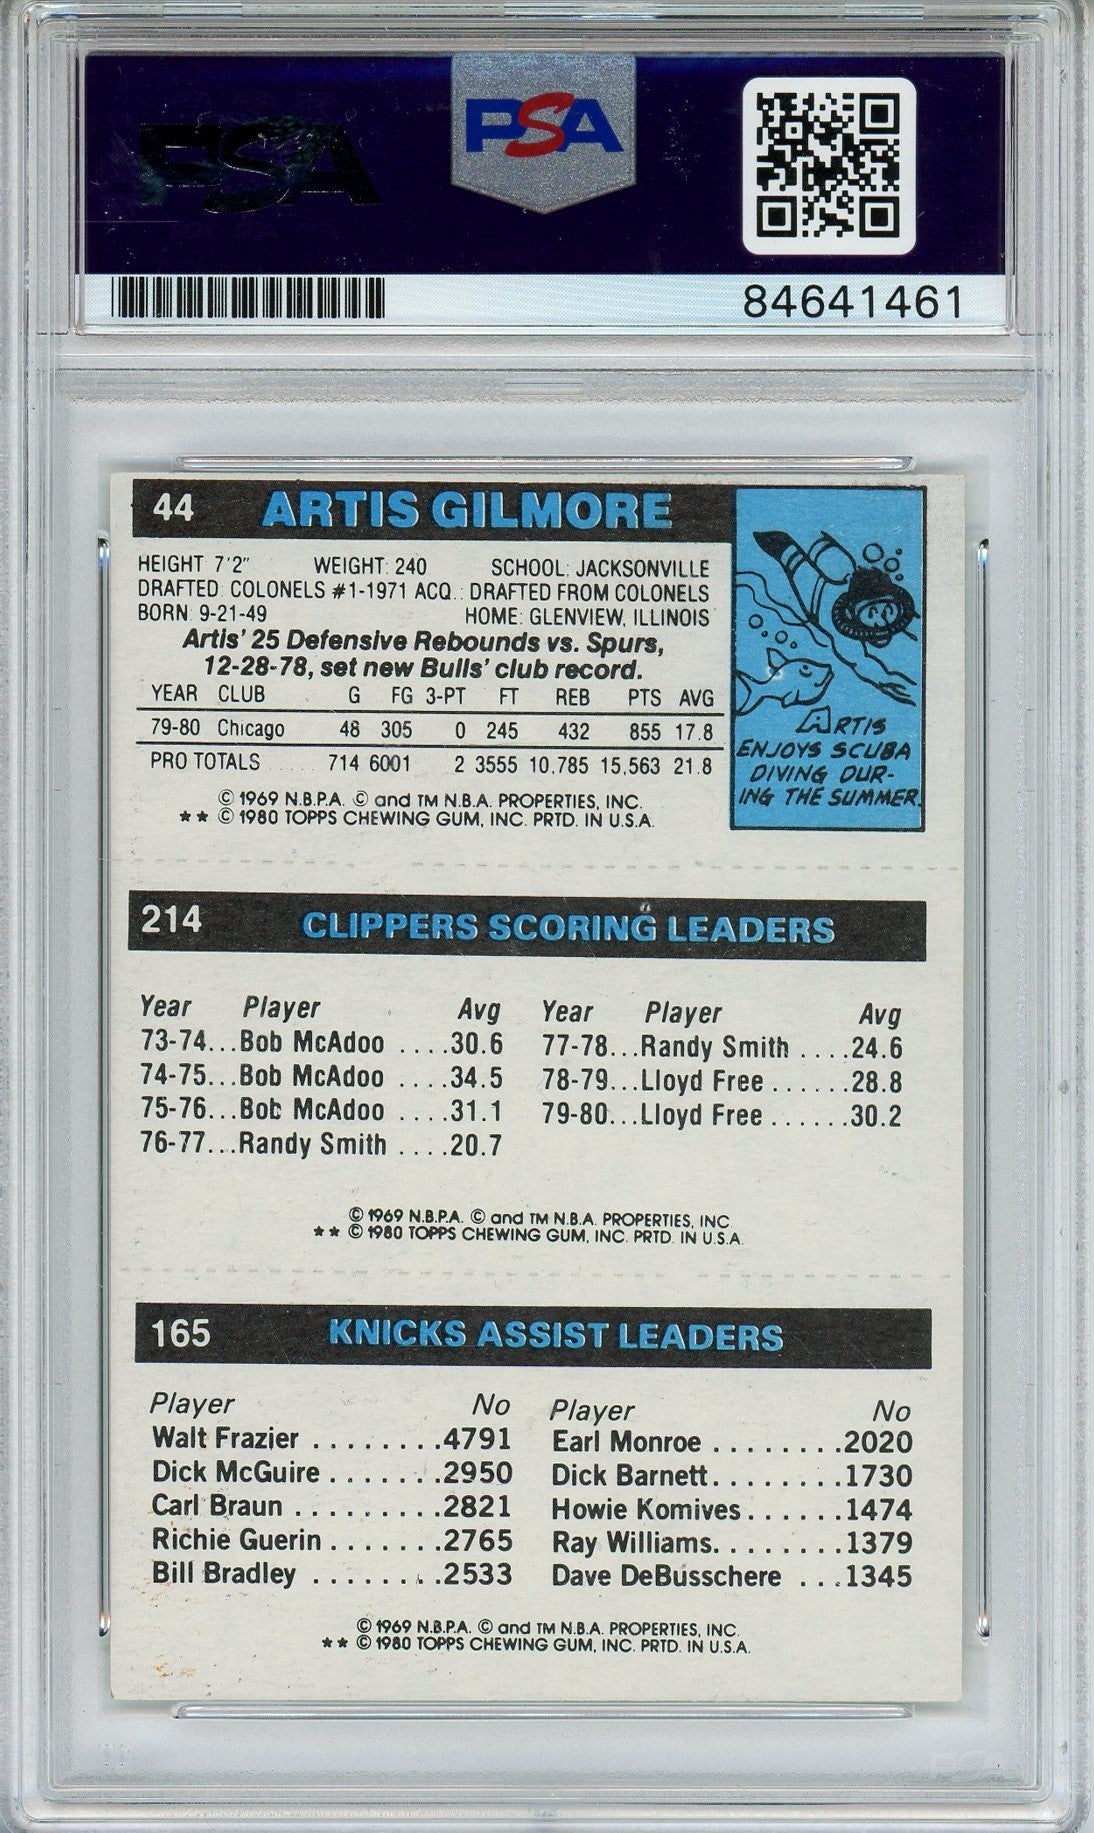 PSA
PSA
84641461
44 ARTIS GILMORE
HEIGHT 7'2" WEIGHT: 240 SCHOOL: JACKSONVILLE
DRAFTED: COLONELS #1-1971 ACQ.: DRAFTED FROM COLONELS
BORN: 9-21-49 HOME: GLENVIEW, ILLINOIS
Artis' 25 Defensive Rebounds vs. Spurs,
12-28-78, set new Bulls' club record.
YEAR CLUB G FG 3-PT FT REB PTS AVG
79-80 Chicago 48 305 0 245 432 855 17.8
PRO TOTALS 714 6001 2 3555 10,785 15,563 21.8
© 1969 N.B.P.A. © and TM N.B.A. PROPERTIES, INC.
** © 1980 TOPPS CHEWING GUM, INC. PRTD. IN U.S.A.
ARTIS
ENJOYS SCUBA
DIVING DUR-
ING THE SUMMER.
214 CLIPPERS SCORING LEADERS
Year Player Avg Year Player Avg
73-74...Bob McAdoo ....30.6 77-78...Randy Smith ....24.6
74-75...Bob McAdoo ....34.5 78-79...Lloyd Free ......28.8
75-76...Bob McAdoo ....31.1 79-80...Lloyd Free ......30.2
76-77...Randy Smith ....20.7
© 1969 N.B.P.A. © and TM N.B.A. PROPERTIES, INC.
** © 1980 TOPPS CHEWING GUM, INC. PRTD. IN U.S.A.
165 KNICKS ASSIST LEADERS
Player No Player No
Walt Frazier ........4791 Earl Monroe ........2020
Dick McGuire .......2950 Dick Barnett........1730
Carl Braun .........2821 Howie Komives......1474
Richie Guerin .......2765 Ray Williams........1379
Bill Bradley ........2533 Dave DeBusschere ...1345
© 1969 N.B.P.A. © and TM N.B.A. PROPERTIES, INC.
** © 1980 TOPPS CHEWING GUM, INC. PRTD. IN U.S.A.